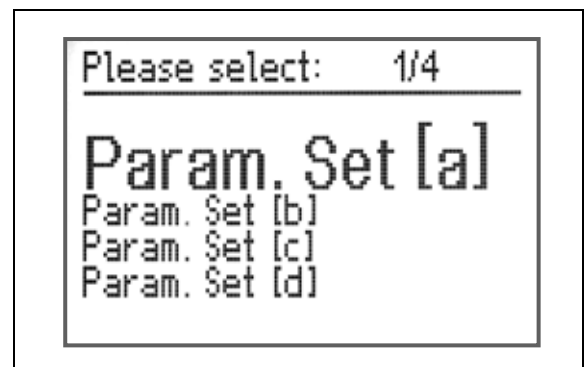 Please select: 1/4
Param. Set [a]
Param. Set [b]
Param. Set [c]
Param. Set [d]